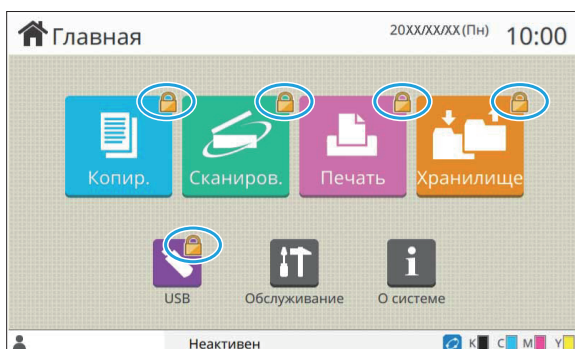 Главная
20XX/XX/XX (Пн) 10:00
Копир. Сканиров. Печать Хранилище
USB Обслуживание О системе
Неактивен K C M Y